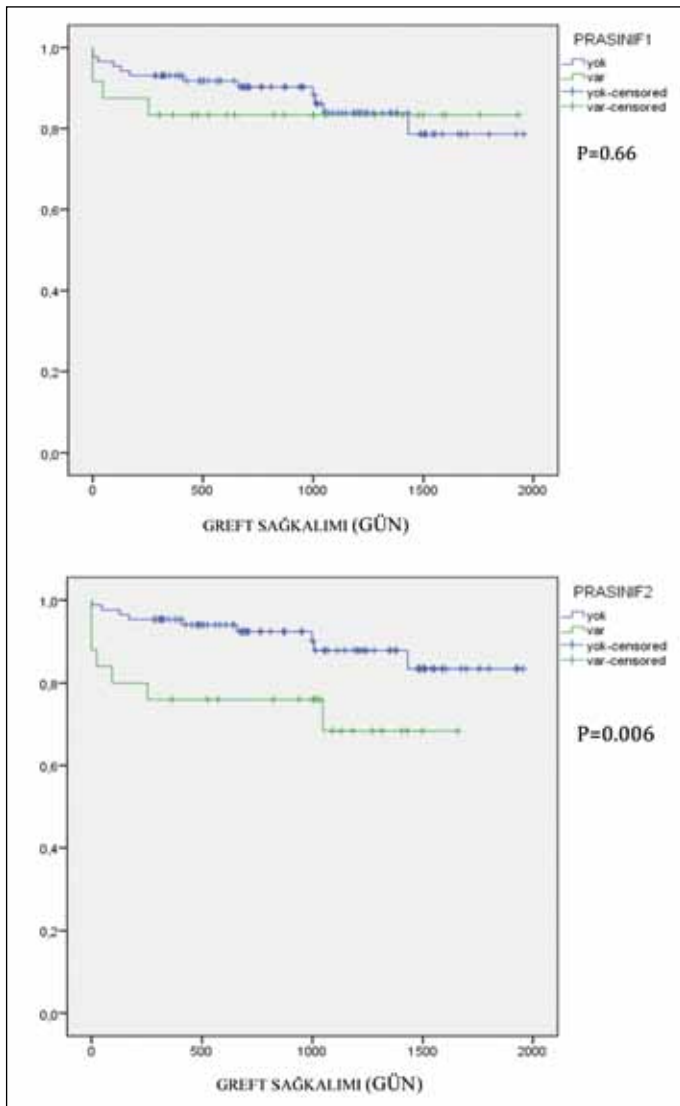 PRASINIF1
yok
var
yok-censored
var-censored
P=0.66
1,0
0,8
0,6
0,4
0,2
0,0
0 500 1000 1500 2000
GREFT SAĞKALIMI (GÜN)
PRASINIF2
yok
var
yok-censored
var-censored
P=0.006
1,0
0,8
0,6
0,4
0,2
0,0
0 500 1000 1500 2000
GREFT SAĞKALIMI (GÜN)